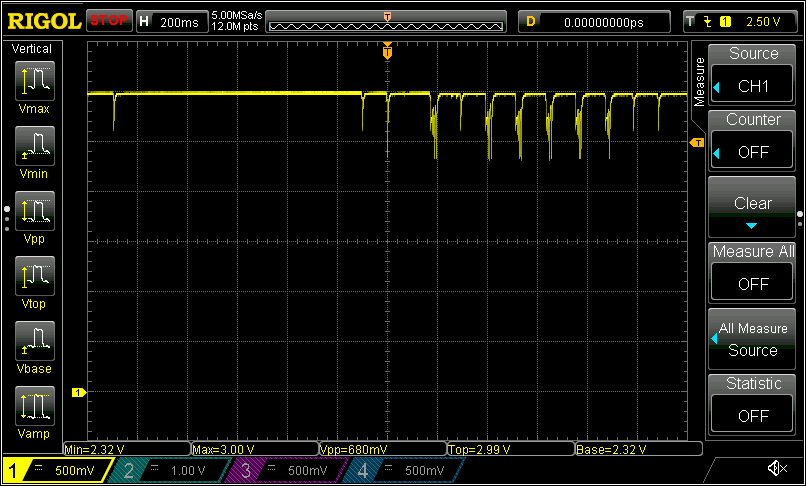 RIGOL STOP H 200ms 5.00MSa/s 12.0M pts T D 0.00000000ps T 1 2.50 V
Vertical
Vmax
Vmin
Vpp
Vtop
Vbase
Vamp
T
T
1
Measure
Source
CH1
Counter
OFF
Clear
Measure All
OFF
All Measure
Source
Statistic
OFF
Min=2.32 V Max=3.00 V Vpp=680mV Top=2.99 V Base=2.32 V
1 500mV 2 1.00 V 3 500mV 4 500mV